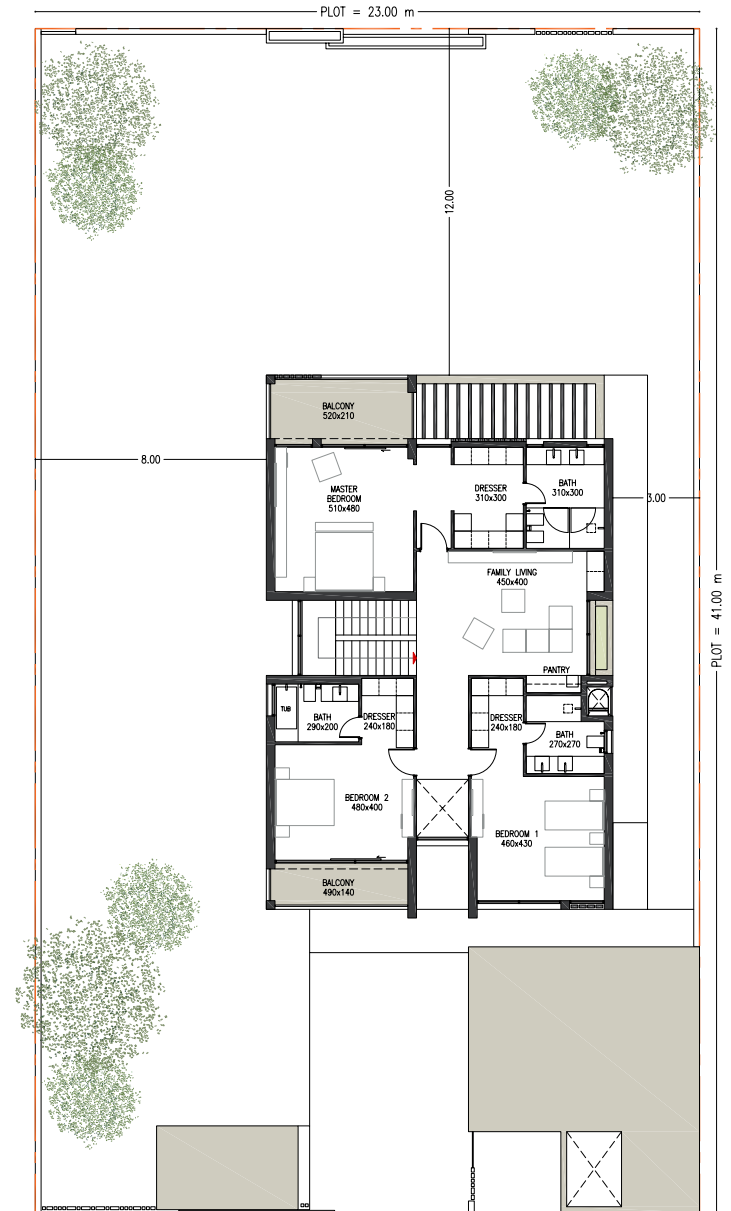 PLOT = 23.00 m
12.00
BALCONY
520x210
8.00
MASTER
BEDROOM
510x480
DRESSER
310x300
BATH
310x300
3.00
FAMILY LIVING
450x400
PLOT = 41.00 m
PANTRY
TUB
BATH
290x200
DRESSER
240x180
DRESSER
240x180
BATH
270x270
BEDROOM 2
480x400
BEDROOM 1
460x430
BALCONY
490x140